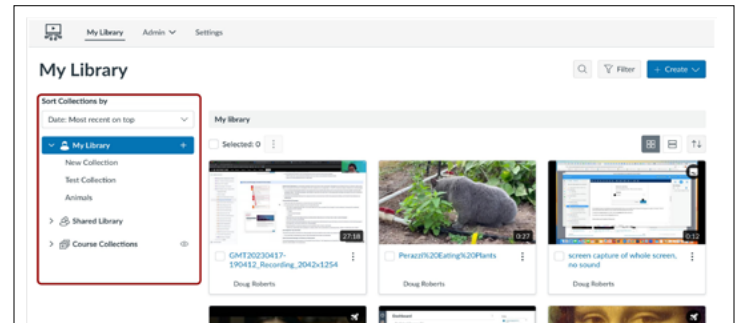 My Library Admin Settings
My Library
Filter
+ Create
Sort Collections by
Date: Most recent on top
My Library +
New Collection
Test Collection
Animals
Shared Library
Course Collections
My library
Selected: 0
27:18
GMT20230417-
190412_Recording_2042x1254
Doug Roberts
0:27
Perazzi%20Eating%20Plants
Doug Roberts
0:12
screen capture of whole screen,
no sound
Doug Roberts
Dashboard